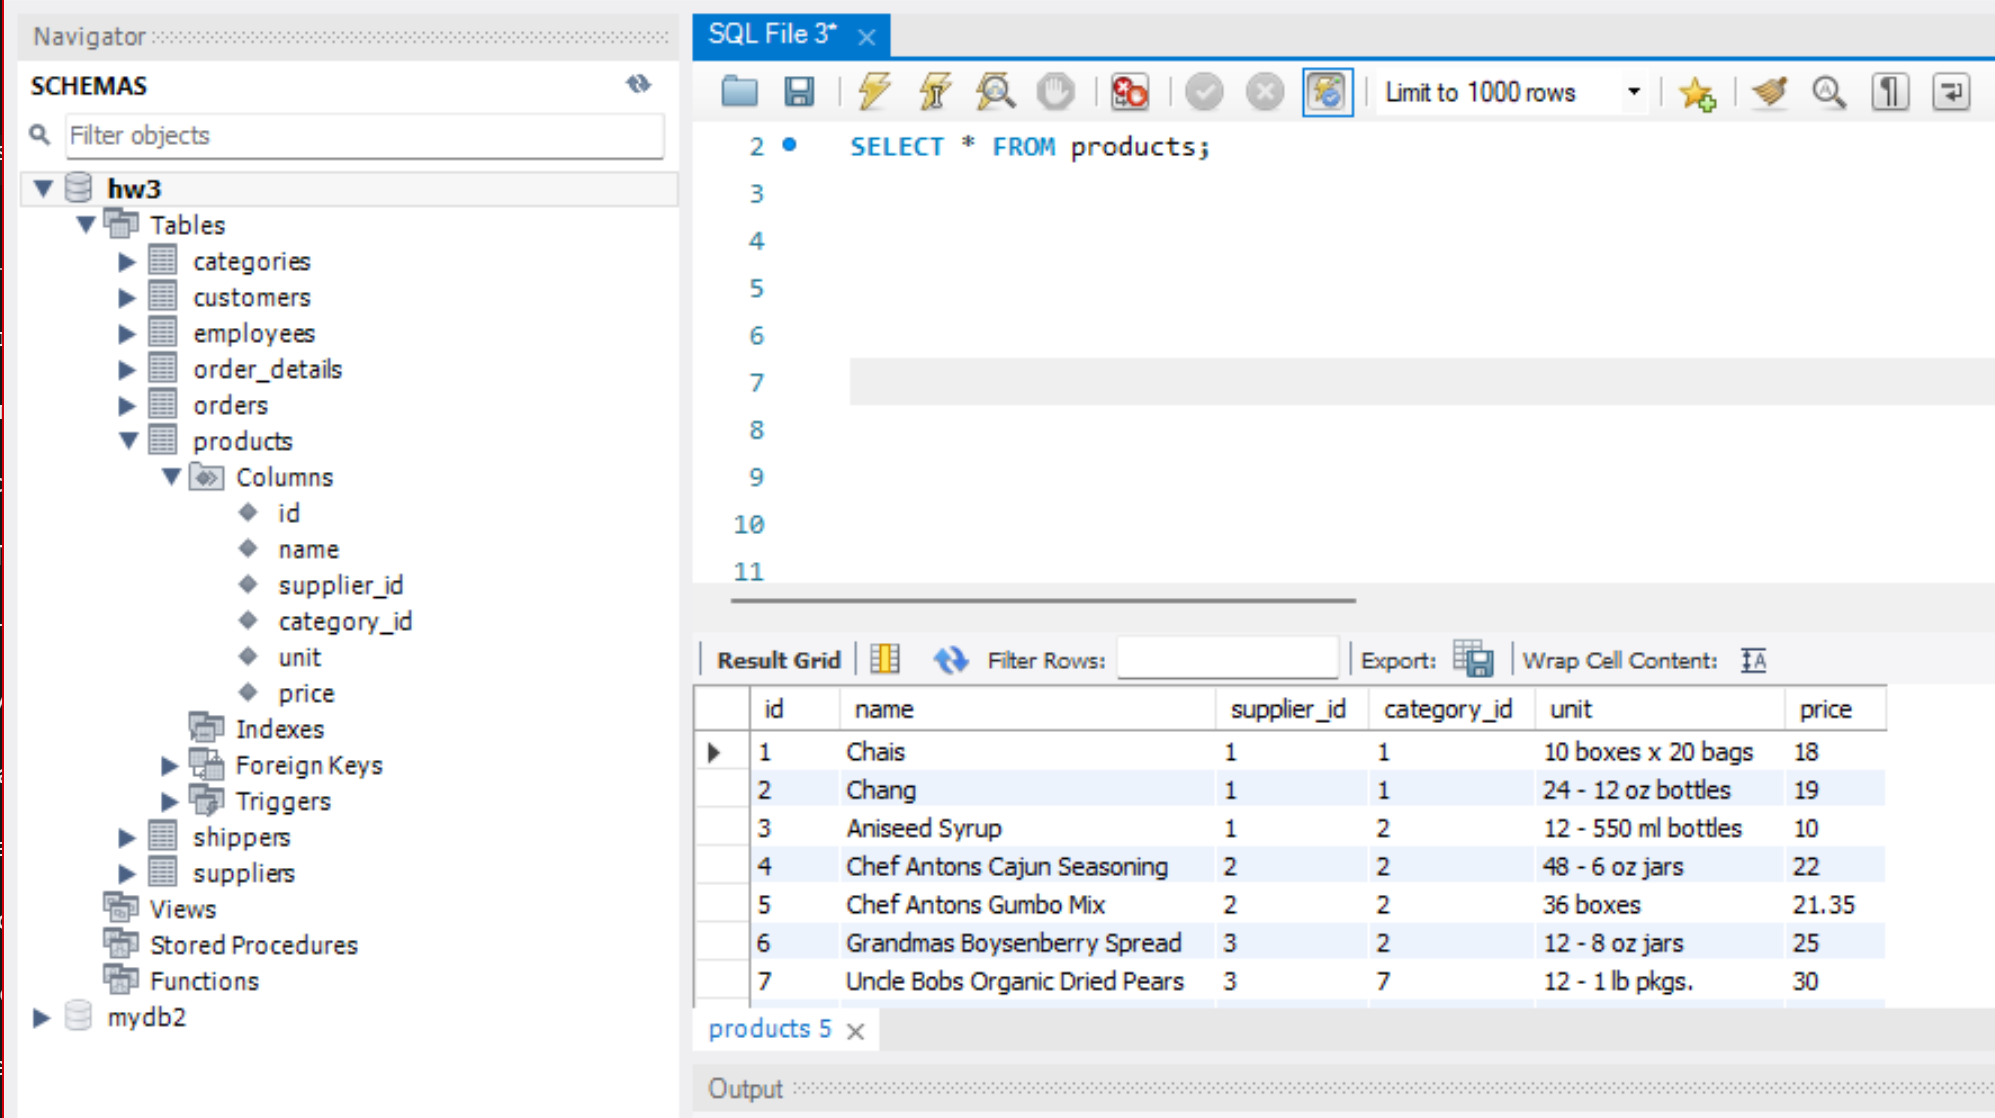 Navigator
SCHEMAS
Filter objects
hw3
Tables
categories
customers
employees
order_details
orders
products
Columns
id
name
supplier_id
category_id
unit
price
Indexes
Foreign Keys
Triggers
shippers
suppliers
Views
Stored Procedures
Functions
mydb2
SQL File 3* ×
Limit to 1000 rows
2 SELECT * FROM products;
3
4
5
6
7
8
9
10
11
Result Grid Filter Rows: Export: Wrap Cell Content:
id name supplier_id category_id unit price
1 Chais 1 1 10 boxes x 20 bags 18
2 Chang 1 1 24 - 12 oz bottles 19
3 Aniseed Syrup 1 2 12 - 550 ml bottles 10
4 Chef Antons Cajun Seasoning 2 2 48 - 6 oz jars 22
5 Chef Antons Gumbo Mix 2 2 36 boxes 21.35
6 Grandmas Boysenberry Spread 3 2 12 - 8 oz jars 25
7 Uncle Bobs Organic Dried Pears 3 7 12 - 1 lb pkgs. 30
products 5 ×
Output